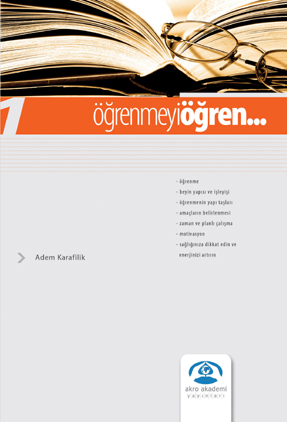 1
öğrenmeyiöğren...
- öğrenme
- beyin yapısı ve işleyişi
- öğrenmenin yapı taşları
- amaçların belirlenmesi
- zaman ve planlı çalışma
- motivasyon
- sağlığınıza dikkat edin ve
enerjinizi artırın
Adem Karafilik
akro akademi
yayınları